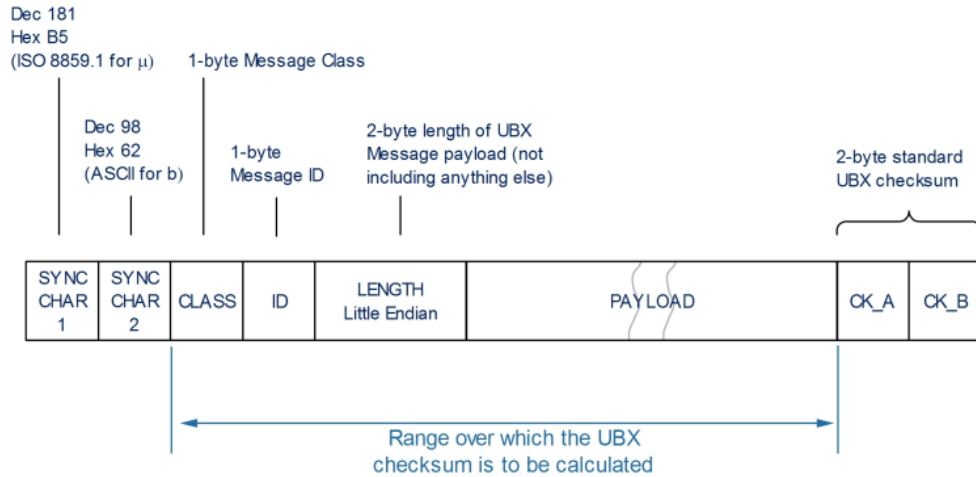 Dec 181
Hex B5
(ISO 8859.1 for µ)
1-byte Message Class
Dec 98
Hex 62
(ASCII for b)
1-byte
Message ID
2-byte length of UBX
Message payload (not
including anything else)
2-byte standard
UBX checksum
SYNC
CHAR
1
SYNC
CHAR
2
CLASS
ID
LENGTH
Little Endian
PAYLOAD
CK_A
CK_B
Range over which the UBX
checksum is to be calculated